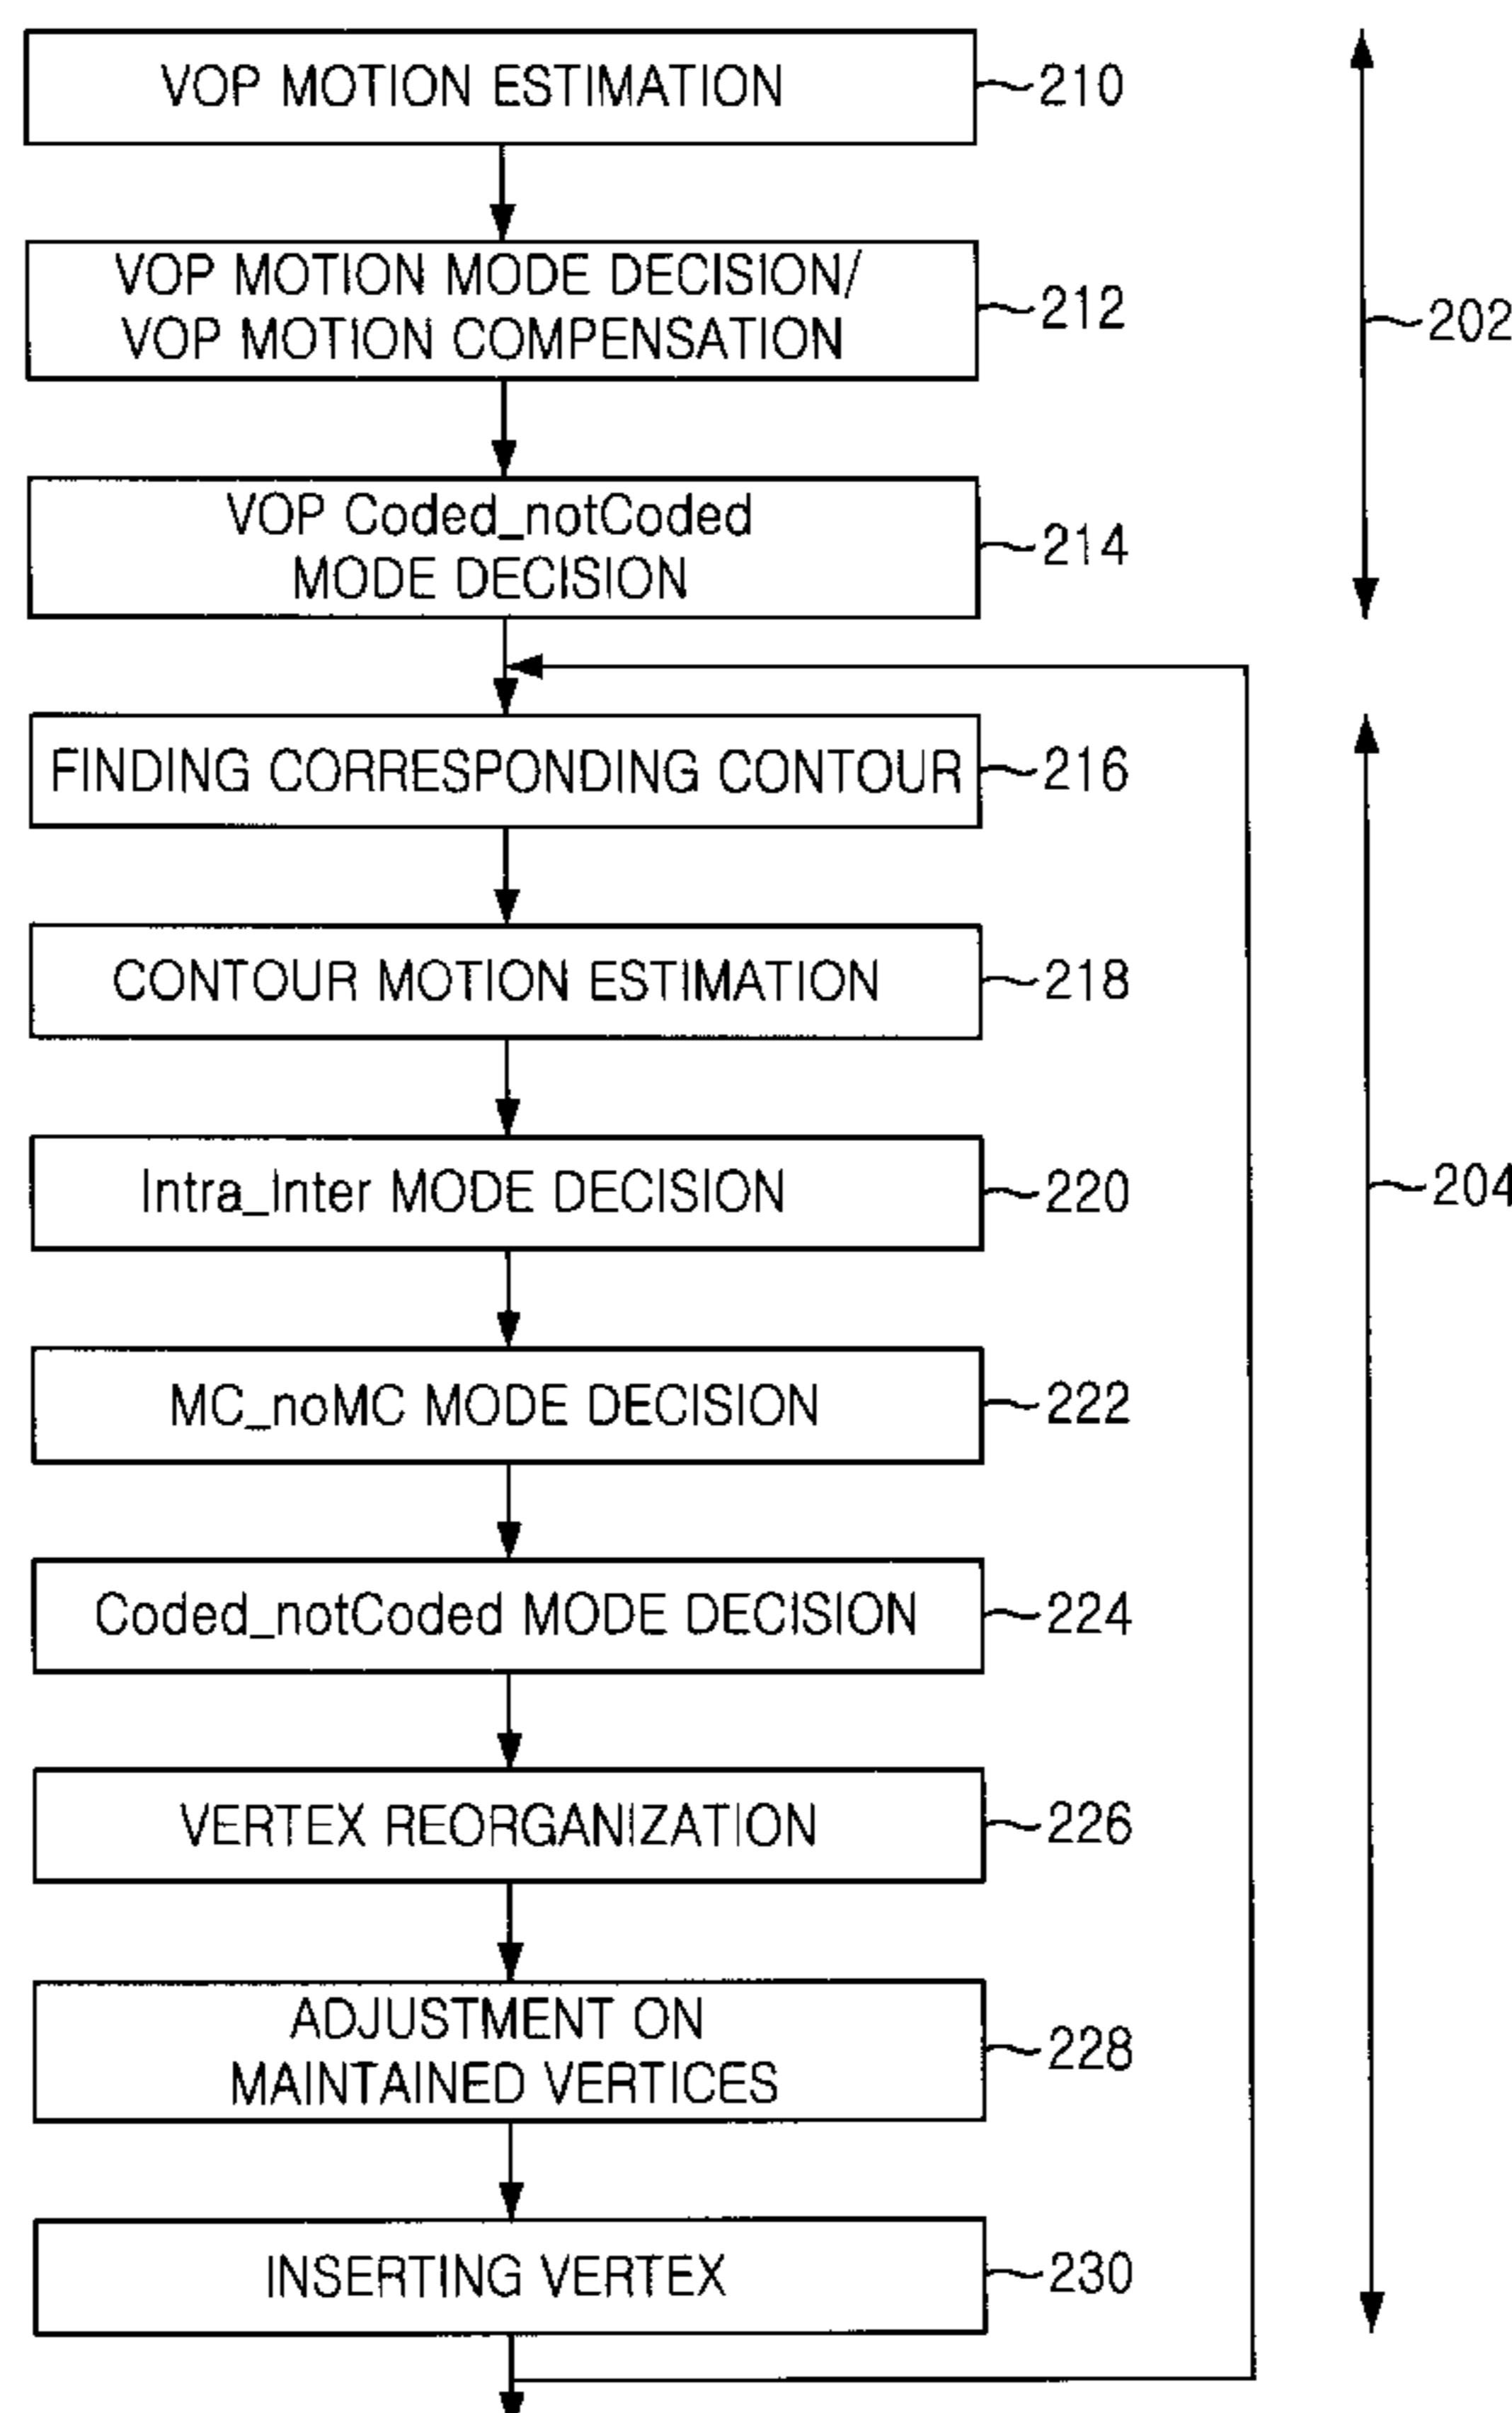 VOP MOTION ESTIMATION
210
VOP MOTION MODE DECISION/
VOP MOTION COMPENSATION
212
202
VOP Coded_notCoded
MODE DECISION
214
FINDING CORRESPONDING CONTOUR
216
CONTOUR MOTION ESTIMATION
218
Intra_Inter MODE DECISION
220
204
MC_noMC MODE DECISION
222
Coded_notCoded MODE DECISION
224
VERTEX REORGANIZATION
226
ADJUSTMENT ON
MAINTAINED VERTICES
228
INSERTING VERTEX
230